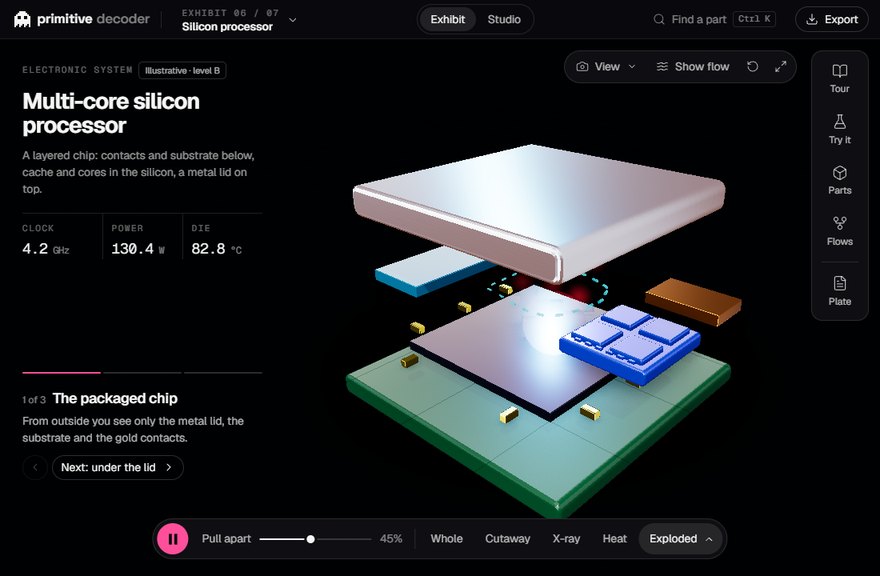 primitive decoder
EXHIBIT 06 / 07
Silicon processor
Exhibit
Studio
Find a part
Ctrl K
Export
ELECTRONIC SYSTEM
Illustrative · level B
Multi-core silicon
processor
A layered chip: contacts and substrate below,
cache and cores in the silicon, a metal lid on
top.
CLOCK
4.2 GHz
POWER
130.4 W
DIE
82.8 °C
View
Show flow
Tour
Try it
Parts
Flows
Plate
1 of 3 The packaged chip
From outside you see only the metal lid, the
substrate and the gold contacts.
Next: under the lid
Pull apart
45%
Whole
Cutaway
X-ray
Heat
Exploded